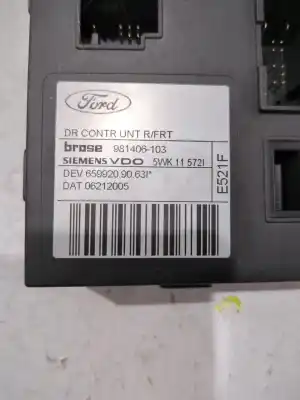 Ford
DR CONTR UNT R/FRT
brose 981406-103
SIEMENS VDO 5WK 11 572I
DEV 659920.90.63I*
DAT 06212005
E521F